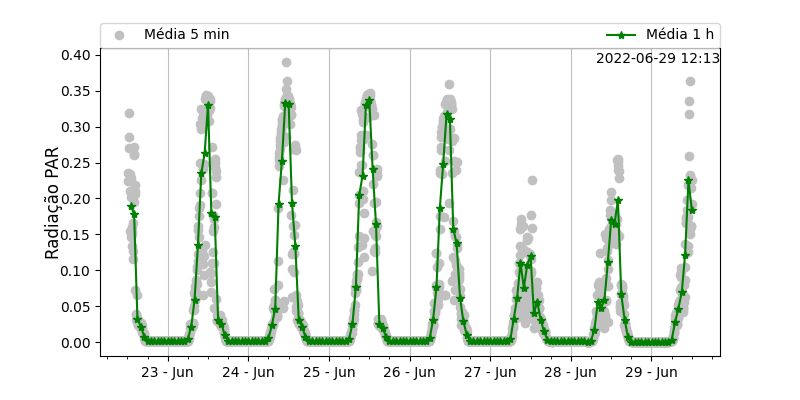 Média 5 min
Média 1 h
2022-06-29 12:13
Radiação PAR
0.40
0.35
0.30
0.25
0.20
0.15
0.10
0.05
0.00
23 - Jun
24 - Jun
25 - Jun
26 - Jun
27 - Jun
28 - Jun
29 - Jun